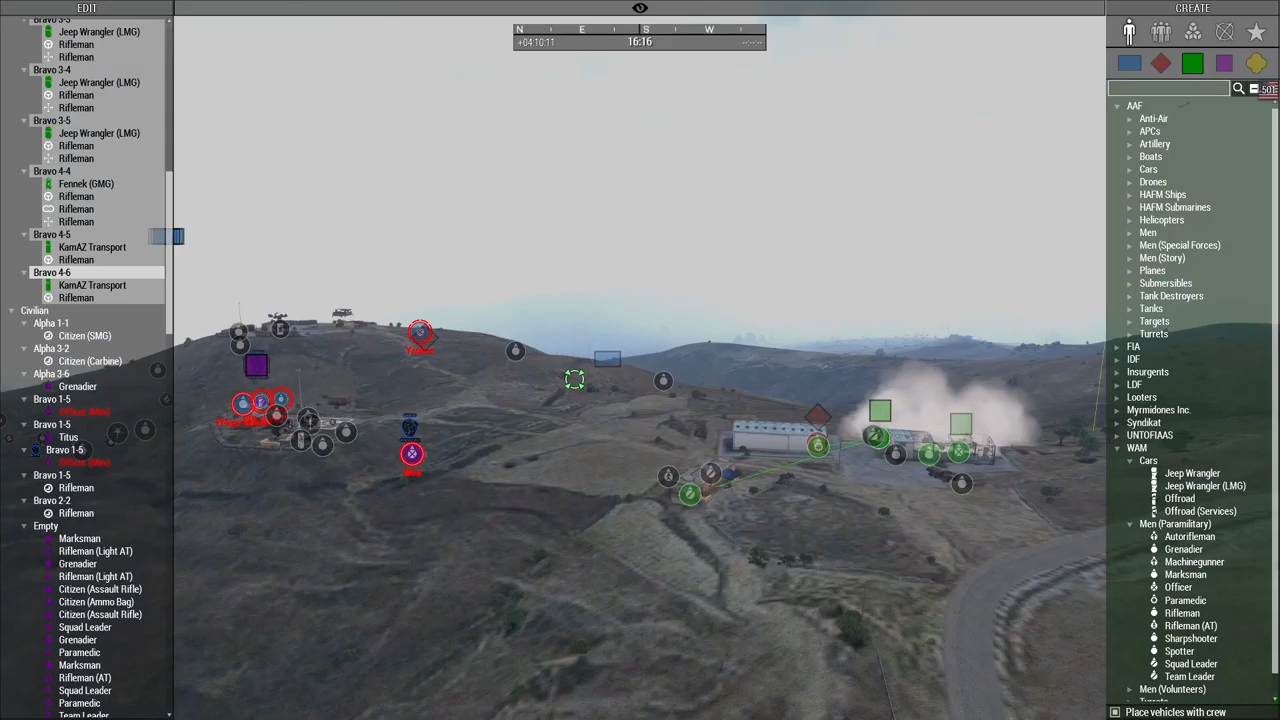 EDIT
Bravo 3-3
Jeep Wrangler (LMG)
Rifleman
Rifleman
Bravo 3-4
Jeep Wrangler (LMG)
Rifleman
Rifleman
Bravo 3-5
Jeep Wrangler (LMG)
Rifleman
Rifleman
Bravo 4-4
Fennek (GMG)
Rifleman
Rifleman
Rifleman
Bravo 4-5
KamAZ Transport
Rifleman
Bravo 4-6
KamAZ Transport
Rifleman
Civilian
Alpha 1-1
Citizen (SMG)
Alpha 3-2
Citizen (Carbine)
Alpha 3-6
Grenadier
Bravo 1-5
Bravo 1-5
Titus
Bravo 1-5
Bravo 1-5
Rifleman
Bravo 2-2
Rifleman
Empty
Marksman
Rifleman (Light AT)
Grenadier
Rifleman (Light AT)
Citizen (Assault Rifle)
Citizen (Ammo Bag)
Citizen (Assault Rifle)
Squad Leader
Grenadier
Paramedic
Marksman
Rifleman (AT)
Squad Leader
Paramedic
Team Leader
N E S W
+04:10.11 16:16 --:--.--
CREATE
501
AAF
Anti-Air
APCs
Artillery
Boats
Cars
Drones
HAFM Ships
HAFM Submarines
Helicopters
Men
Men (Special Forces)
Men (Story)
Planes
Submersibles
Tank Destroyers
Tanks
Targets
Turrets
FIA
IDF
Insurgents
LDF
Looters
Myrmidones Inc.
Syndikat
UNTOFIAAS
WAM
Cars
Jeep Wrangler
Jeep Wrangler (LMG)
Offroad
Offroad (Services)
Men (Paramilitary)
Autorifleman
Grenadier
Machinegunner
Marksman
Officer
Paramedic
Rifleman
Rifleman (AT)
Sharpshooter
Spotter
Squad Leader
Team Leader
Men (Volunteers)
Turrets
Place vehicles with crew